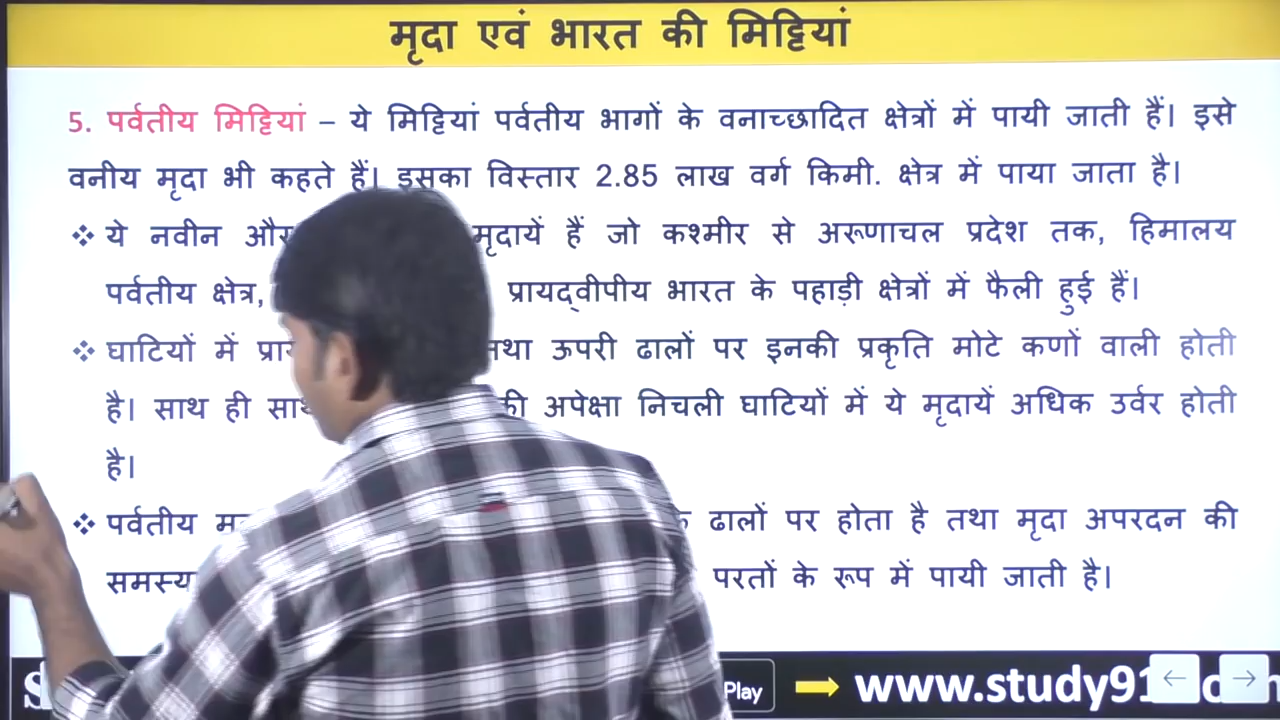 मृदा एवं भारत की मिट्टियां
5. पर्वतीय मिट्टियां – ये मिट्टियां पर्वतीय भागों के वनाच्छादित क्षेत्रों में पायी जाती हैं। इसे
वनीय मृदा भी कहते हैं। इसका विस्तार 2.85 लाख वर्ग किमी. क्षेत्र में पाया जाता है।
❖ ये नवीन मृदायें हैं जो कश्मीर से अरूणाचल प्रदेश तक, हिमालय
पर्वतीय क्षेत्र, प्रायद्वीपीय भारत के पहाड़ी क्षेत्रों में फैली हुई हैं।
❖ घाटियों में तथा ऊपरी ढालों पर इनकी प्रकृति मोटे कणों वाली होती
है। साथ ही की अपेक्षा निचली घाटियों में ये मृदायें अधिक उर्वर होती
है।
❖ पर्वतीय ढालों पर होता है तथा मृदा अपरदन की
परतों के रूप में पायी जाती है।
Play www.study91